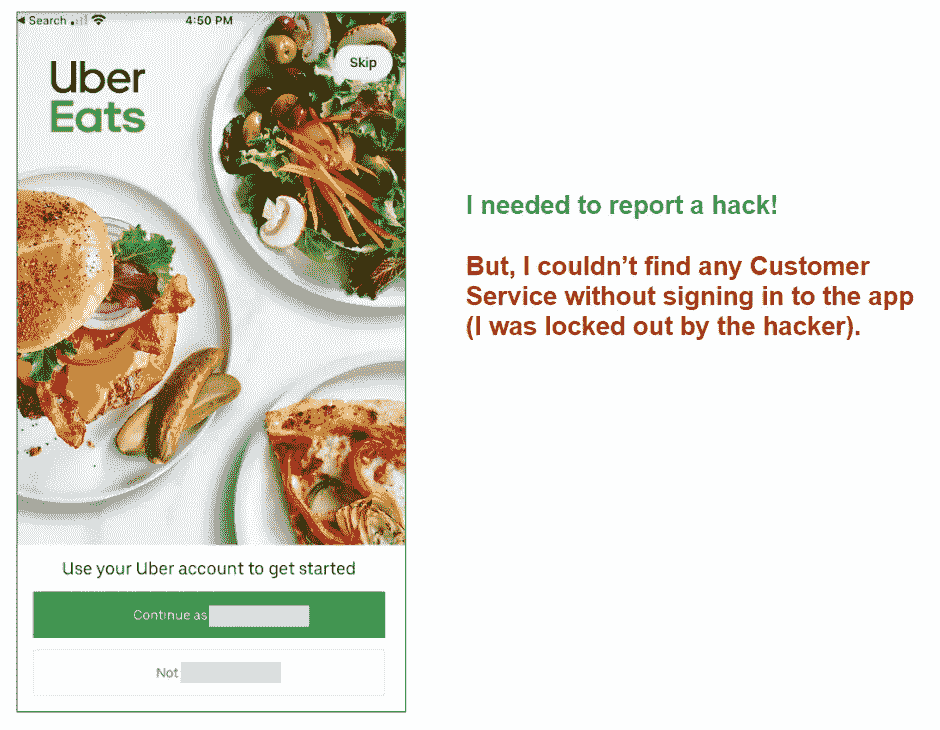 Search
4:50 PM
Skip
Uber
Eats
Use your Uber account to get started
Continue as
Not
I needed to report a hack!
But, I couldn’t find any Customer
Service without signing in to the app
(I was locked out by the hacker).